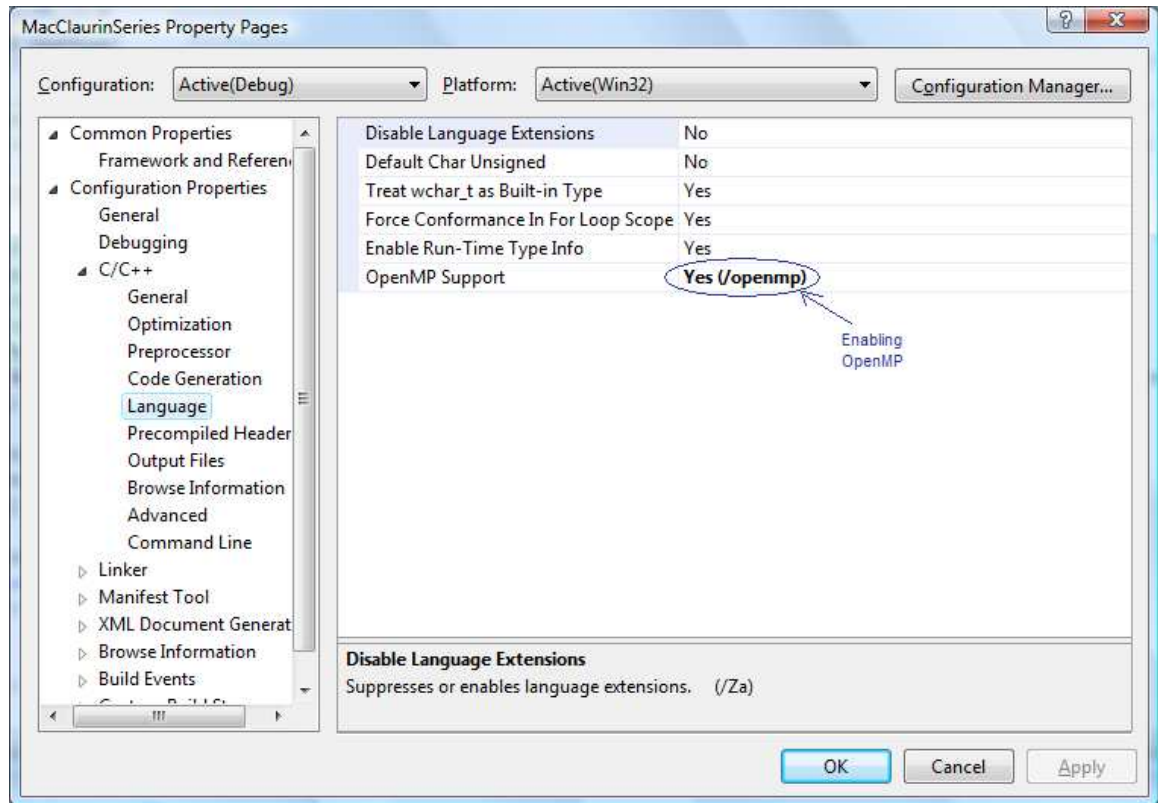 MacClaurinSeries Property Pages
Configuration: Active(Debug) Platform: Active(Win32) Configuration Manager...
Common Properties
Framework and Referen
Configuration Properties
General
Debugging
C/C++
General
Optimization
Preprocessor
Code Generation
Language
Precompiled Header
Output Files
Browse Information
Advanced
Command Line
Linker
Manifest Tool
XML Document Generat
Browse Information
Build Events
Disable Language Extensions No
Default Char Unsigned No
Treat wchar_t as Built-in Type Yes
Force Conformance In For Loop Scope Yes
Enable Run-Time Type Info Yes
OpenMP Support Yes (/openmp)
Enabling
OpenMP
Disable Language Extensions
Suppresses or enables language extensions. (/Za)
OK Cancel Apply